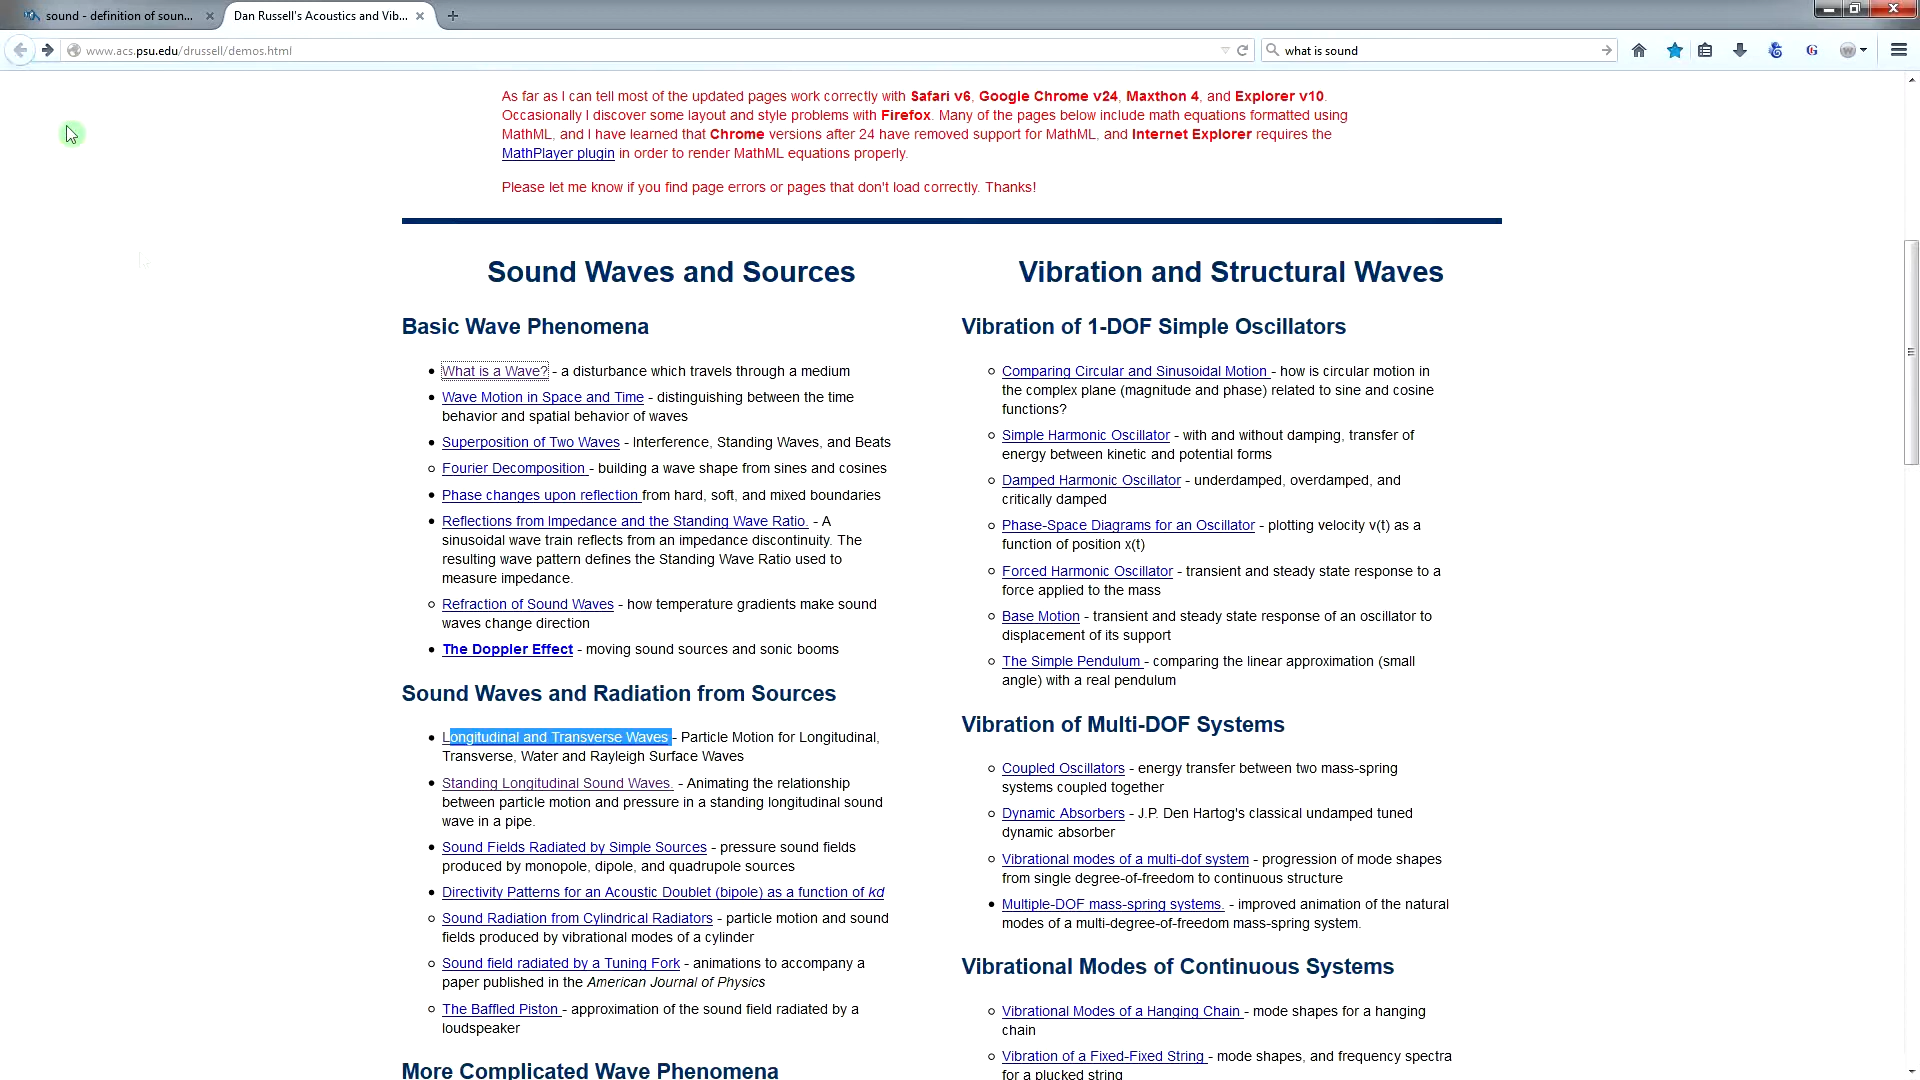 sound - definition of soun...
Dan Russell's Acoustics and Vib...
www.acs.psu.edu/drussell/demos.html
what is sound
As far as I can tell most of the updated pages work correctly with Safari v6, Google Chrome v24, Maxthon 4, and Explorer v10.
Occasionally I discover some layout and style problems with Firefox. Many of the pages below include math equations formatted using
MathML, and I have learned that Chrome versions after 24 have removed support for MathML, and Internet Explorer requires the
MathPlayer plugin in order to render MathML equations properly.
Please let me know if you find page errors or pages that don't load correctly. Thanks!
Sound Waves and Sources
Basic Wave Phenomena
What is a Wave? - a disturbance which travels through a medium
Wave Motion in Space and Time - distinguishing between the time
behavior and spatial behavior of waves
Superposition of Two Waves - Interference, Standing Waves, and Beats
Fourier Decomposition - building a wave shape from sines and cosines
Phase changes upon reflection from hard, soft, and mixed boundaries
Reflections from Impedance and the Standing Wave Ratio. - A
sinusoidal wave train reflects from an impedance discontinuity. The
resulting wave pattern defines the Standing Wave Ratio used to
measure impedance.
Refraction of Sound Waves - how temperature gradients make sound
waves change direction
The Doppler Effect - moving sound sources and sonic booms
Sound Waves and Radiation from Sources
Longitudinal and Transverse Waves - Particle Motion for Longitudinal,
Transverse, Water and Rayleigh Surface Waves
Standing Longitudinal Sound Waves. - Animating the relationship
between particle motion and pressure in a standing longitudinal sound
wave in a pipe.
Sound Fields Radiated by Simple Sources - pressure sound fields
produced by monopole, dipole, and quadrupole sources
Directivity Patterns for an Acoustic Doublet (bipole) as a function of kd
Sound Radiation from Cylindrical Radiators - particle motion and sound
fields produced by vibrational modes of a cylinder
Sound field radiated by a Tuning Fork - animations to accompany a
paper published in the American Journal of Physics
The Baffled Piston - approximation of the sound field radiated by a
loudspeaker
More Complicated Wave Phenomena
Vibration and Structural Waves
Vibration of 1-DOF Simple Oscillators
Comparing Circular and Sinusoidal Motion - how is circular motion in
the complex plane (magnitude and phase) related to sine and cosine
functions?
Simple Harmonic Oscillator - with and without damping, transfer of
energy between kinetic and potential forms
Damped Harmonic Oscillator - underdamped, overdamped, and
critically damped
Phase-Space Diagrams for an Oscillator - plotting velocity v(t) as a
function of position x(t)
Forced Harmonic Oscillator - transient and steady state response to a
force applied to the mass
Base Motion - transient and steady state response of an oscillator to
displacement of its support
The Simple Pendulum - comparing the linear approximation (small
angle) with a real pendulum
Vibration of Multi-DOF Systems
Coupled Oscillators - energy transfer between two mass-spring
systems coupled together
Dynamic Absorbers - J.P. Den Hartog's classical undamped tuned
dynamic absorber
Vibrational modes of a multi-dof system - progression of mode shapes
from single degree-of-freedom to continuous structure
Multiple-DOF mass-spring systems. - improved animation of the natural
modes of a multi-degree-of-freedom mass-spring system.
Vibrational Modes of Continuous Systems
Vibrational Modes of a Hanging Chain - mode shapes for a hanging
chain
Vibration of a Fixed-Fixed String - mode shapes, and frequency spectra
for a plucked string